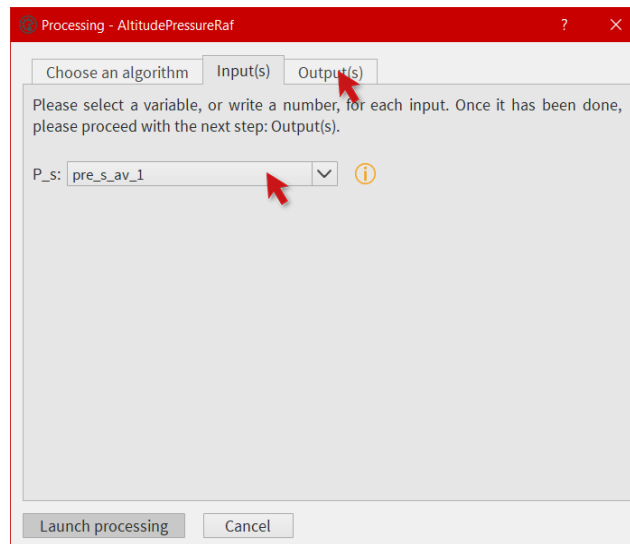 Processing - AltitudePressureRaf ?
Choose an algorithm Input(s) Output(s)
Please select a variable, or write a number, for each input. Once it has been done,
please proceed with the next step: Output(s).
P_s: pre_s_av_1
Launch processing Cancel